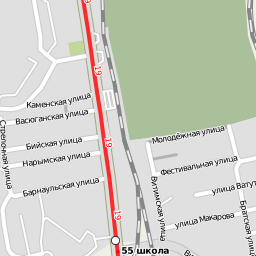 19
19
Каменская улица
Васюганская улица
Молодёжная улица
19
Стрелочная улица
Бийская улица
Нарымская улица
Фестивальная улица
Витимская улица
Барнаульская улица
улица Ватут
Братская ули
19
улица Макарова
55 школа